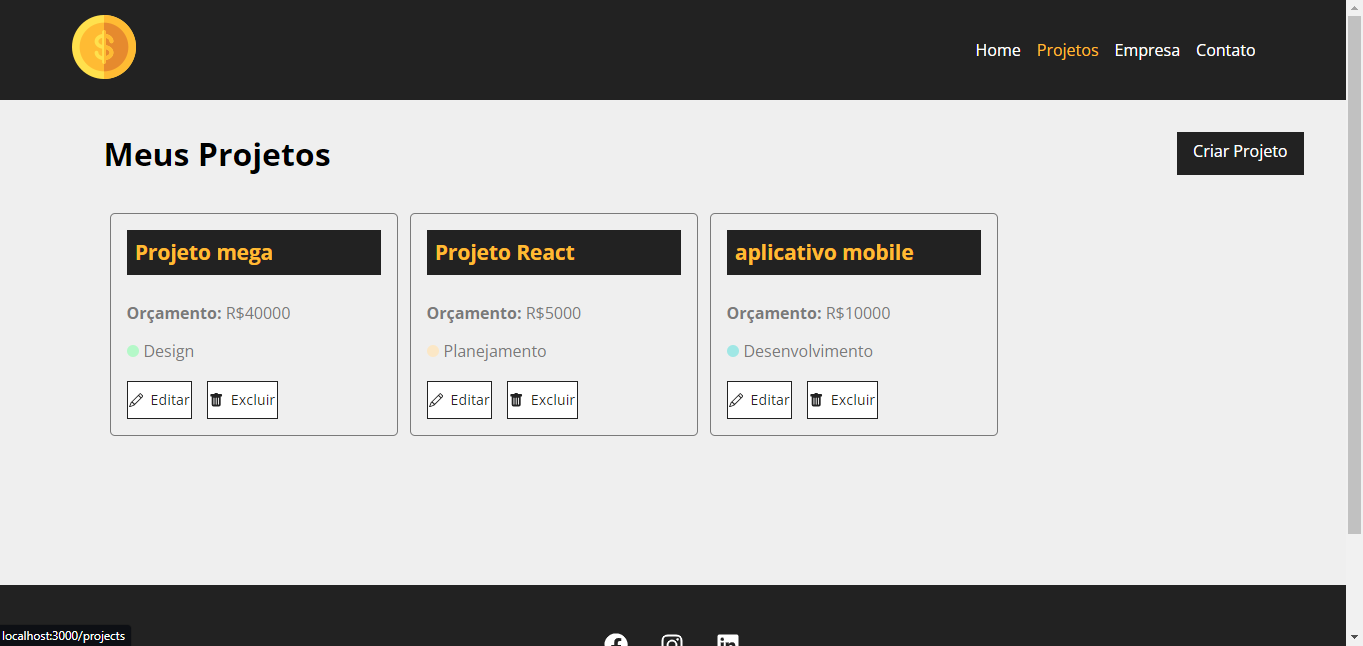 $
Home Projetos Empresa Contato
Meus Projetos
Criar Projeto
Projeto mega
Orçamento: R$40000
Design
Editar Excluir
Projeto React
Orçamento: R$5000
Planejamento
Editar Excluir
aplicativo mobile
Orçamento: R$10000
Desenvolvimento
Editar Excluir
localhost:3000/projects